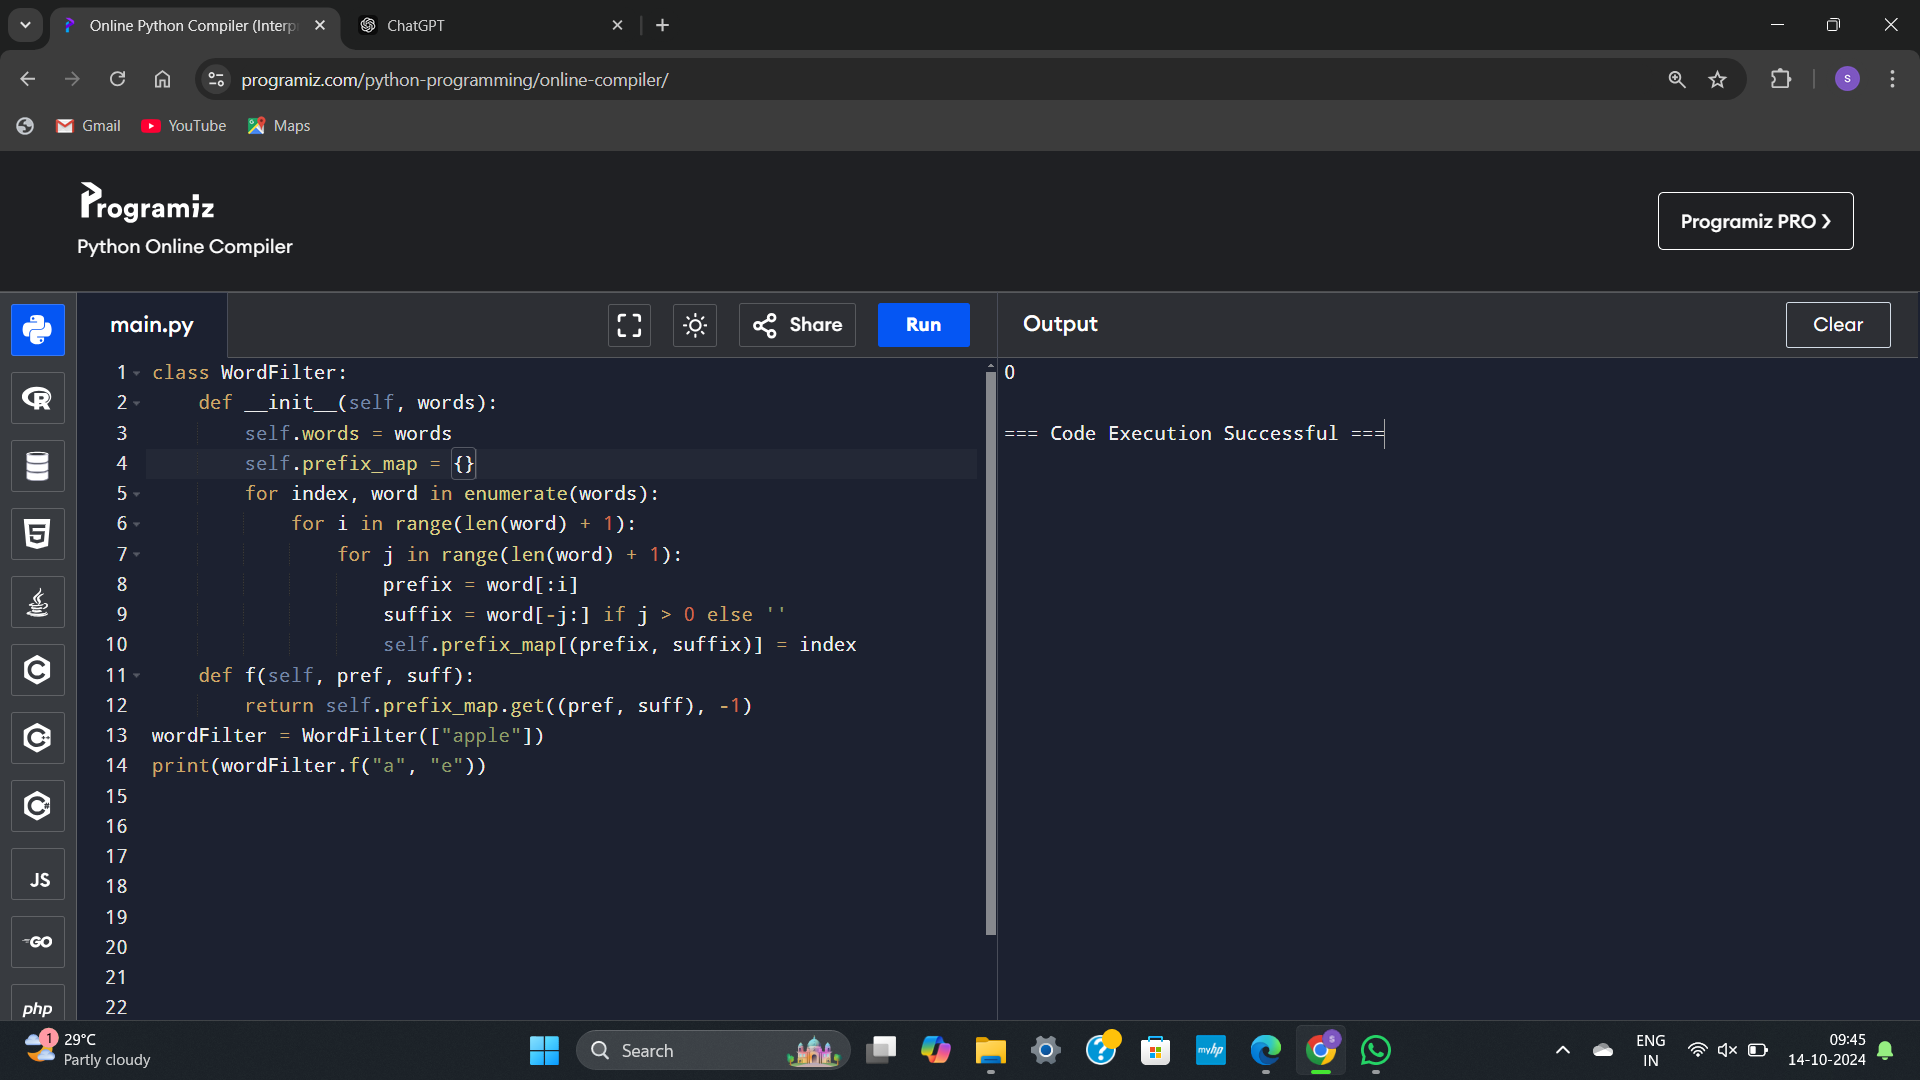 Online Python Compiler (Interp
ChatGPT
programiz.com/python-programming/online-compiler/
S
Gmail
YouTube
Maps
Programiz
Python Online Compiler
Programiz PRO ❯
main.py
Share
Run
Output
Clear
1 class WordFilter:
2     def __init__(self, words):
3         self.words = words
4         self.prefix_map = {}
5         for index, word in enumerate(words):
6             for i in range(len(word) + 1):
7                 for j in range(len(word) + 1):
8                     prefix = word[:i]
9                     suffix = word[-j:] if j > 0 else ''
10                     self.prefix_map[(prefix, suffix)] = index
11     def f(self, pref, suff):
12         return self.prefix_map.get((pref, suff), -1)
13 wordFilter = WordFilter(["apple"])
14 print(wordFilter.f("a", "e"))
15
16
17
18
19
20
21
22
0
=== Code Execution Successful ===
R
5
C
C
C#
JS
GO
php
1
29°C
Partly cloudy
Search
myhp
S
ENG
IN
09:45
14-10-2024